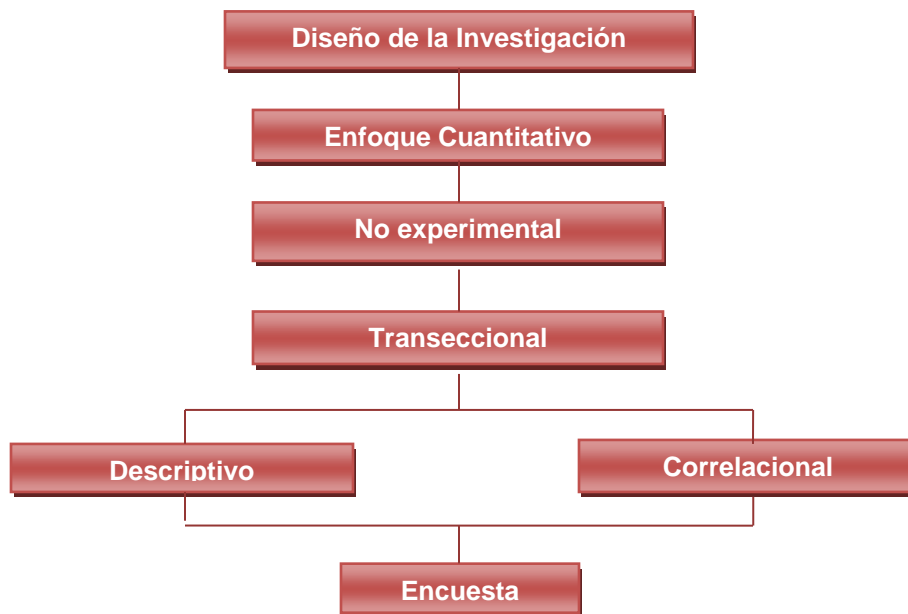 Diseño de la Investigación
Enfoque Cuantitativo
No experimental
Transeccional
Descriptivo
Correlacional
Encuesta